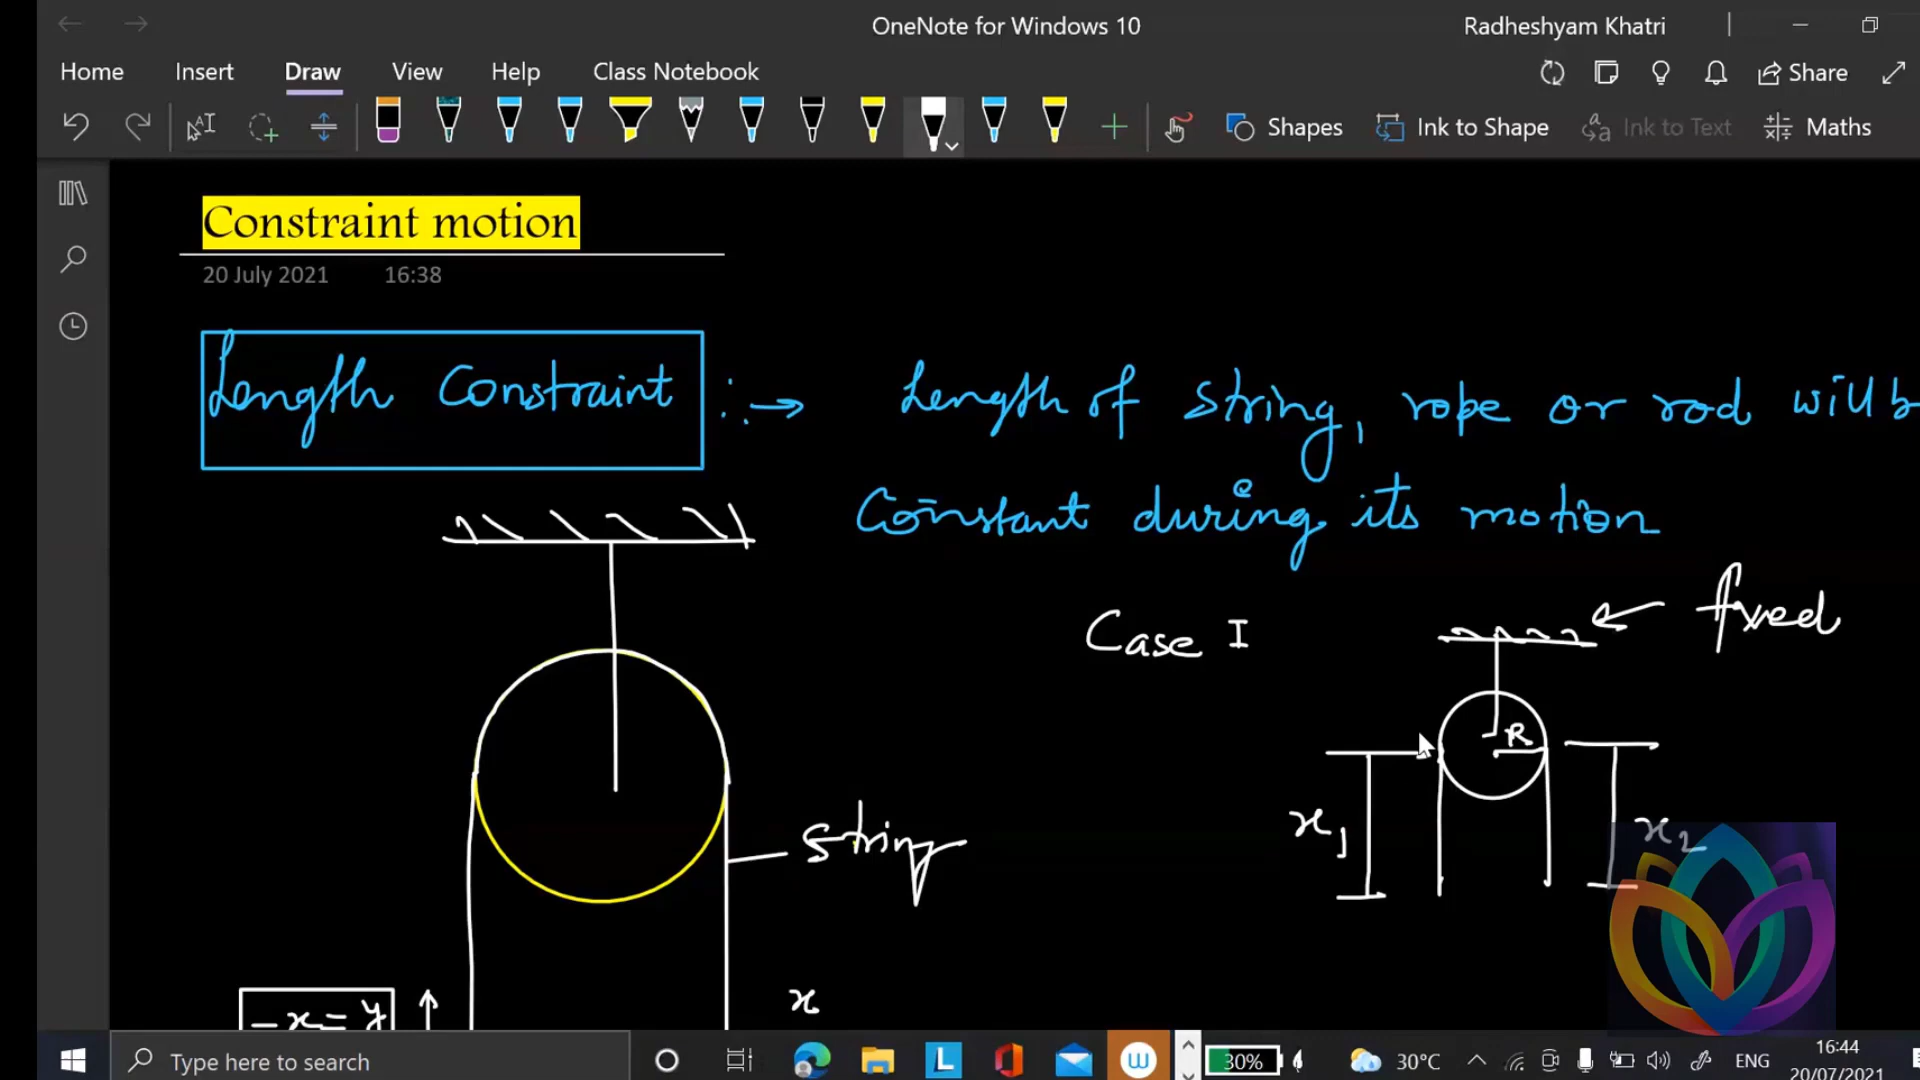 OneNote for Windows 10
Radheshyam Khatri
Home Insert Draw View Help Class Notebook
Share
Shapes Ink to Shape Ink to Text Maths
Constraint motion
20 July 2021 16:38
Length Constraint :→ Length of string, rope or rod will b
Constant during its motion
Case I
fixed
R
x1
x2
string
x
-x=y
Type here to search
30%
30°C
ENG
16:44
20/07/2021